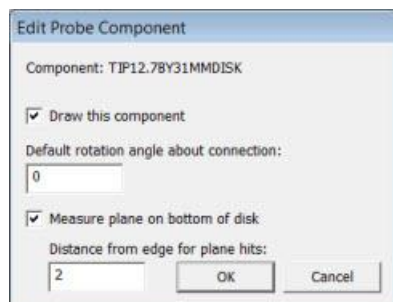 Edit Probe Component
Component: TIP12.78Y31MMDISK
Draw this component
Default rotation angle about connection:
0
Measure plane on bottom of disk
Distance from edge for plane hits:
2 OK Cancel